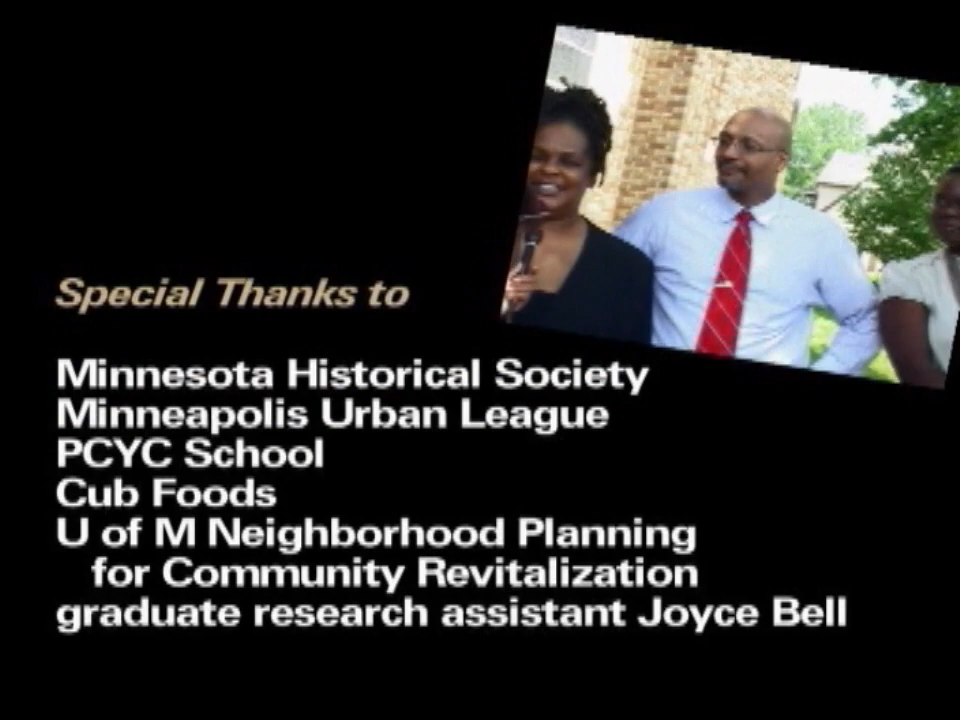 Special Thanks to
Minnesota Historical Society
Minneapolis Urban League
PCYC School
Cub Foods
U of M Neighborhood Planning
for Community Revitalization
graduate research assistant Joyce Bell